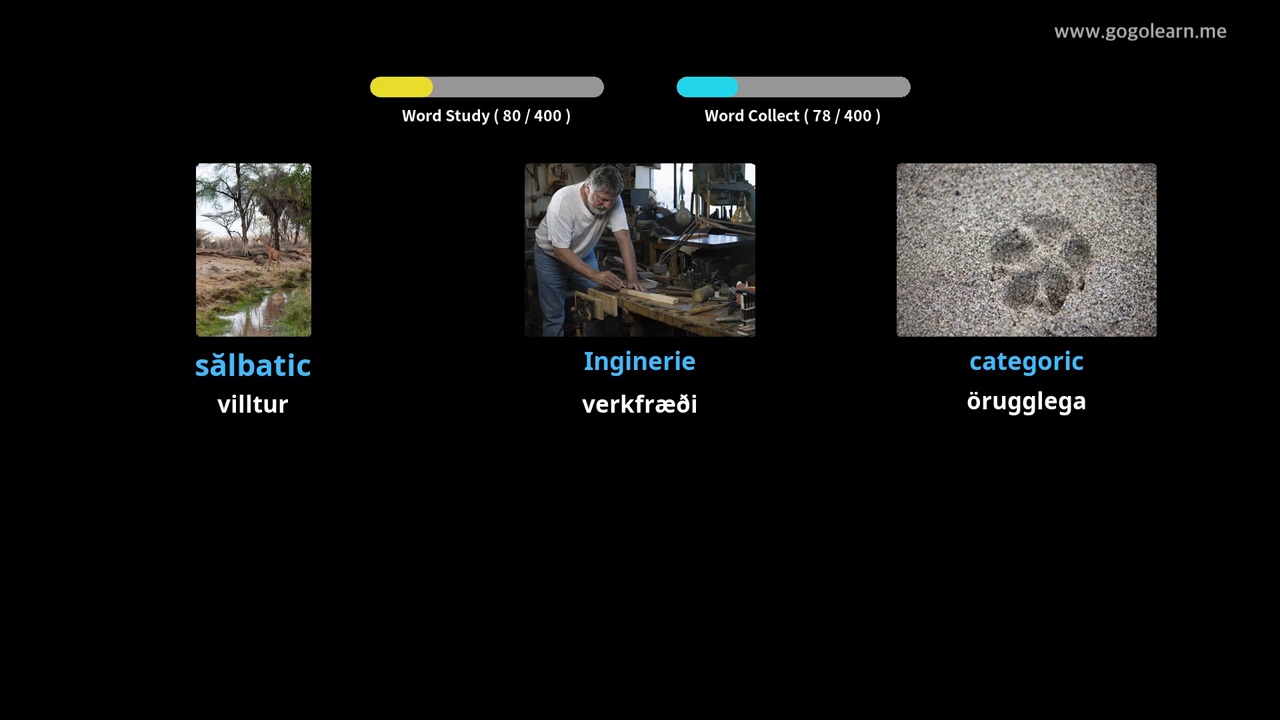 www.gogolearn.me
Word Study ( 80 / 400 )
Word Collect ( 78 / 400 )
sălbatic
villtur
Inginerie
verkfræði
categoric
örugglega